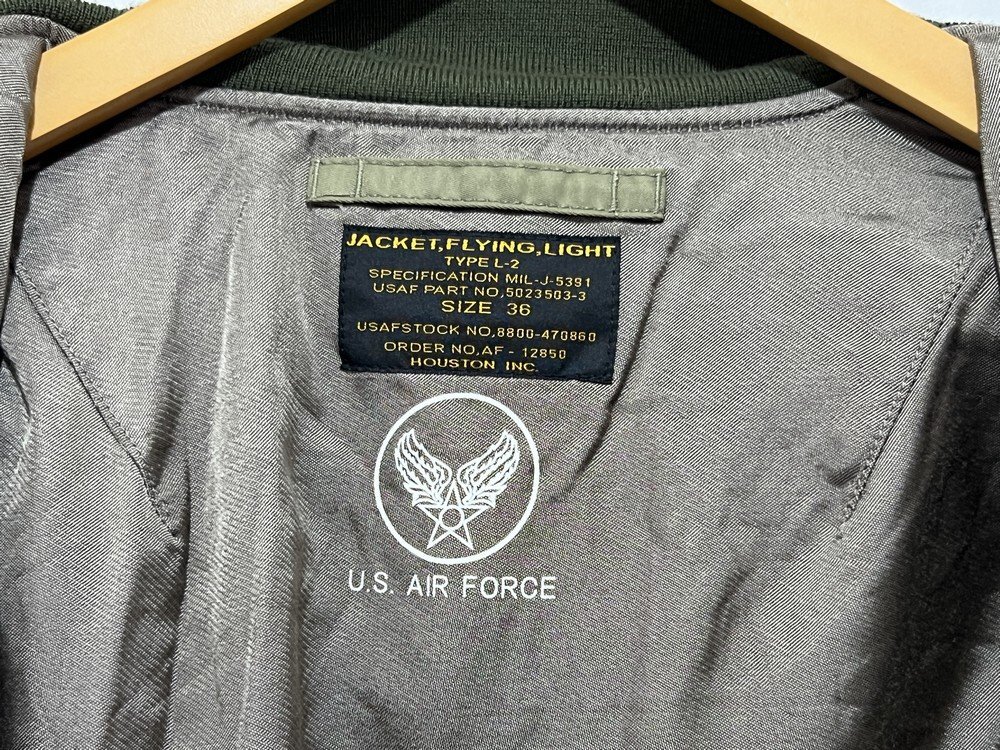 JACKET,FLYING,LIGHT
TYPE L-2
SPECIFICATION MIL-J-5391
USAF PART NO,5023503-3
SIZE 36
USAFSTOCK NO,8800-470860
ORDER NO,AF - 12850
HOUSTON INC.
U.S. AIR FORCE